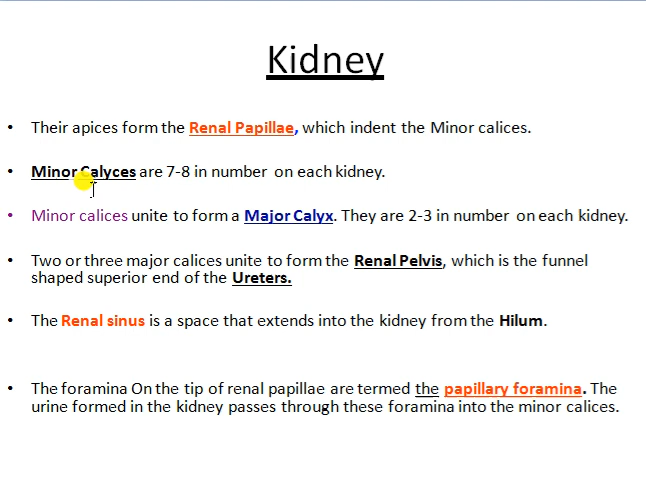 Kidney
• Their apices form the Renal Papillae, which indent the Minor calices.
• Minor Calyces are 7-8 in number on each kidney.
• Minor calices unite to form a Major Calyx. They are 2-3 in number on each kidney.
• Two or three major calices unite to form the Renal Pelvis, which is the funnel
shaped superior end of the Ureters.
• The Renal sinus is a space that extends into the kidney from the Hilum.
• The foramina On the tip of renal papillae are termed the papillary foramina. The
urine formed in the kidney passes through these foramina into the minor calices.